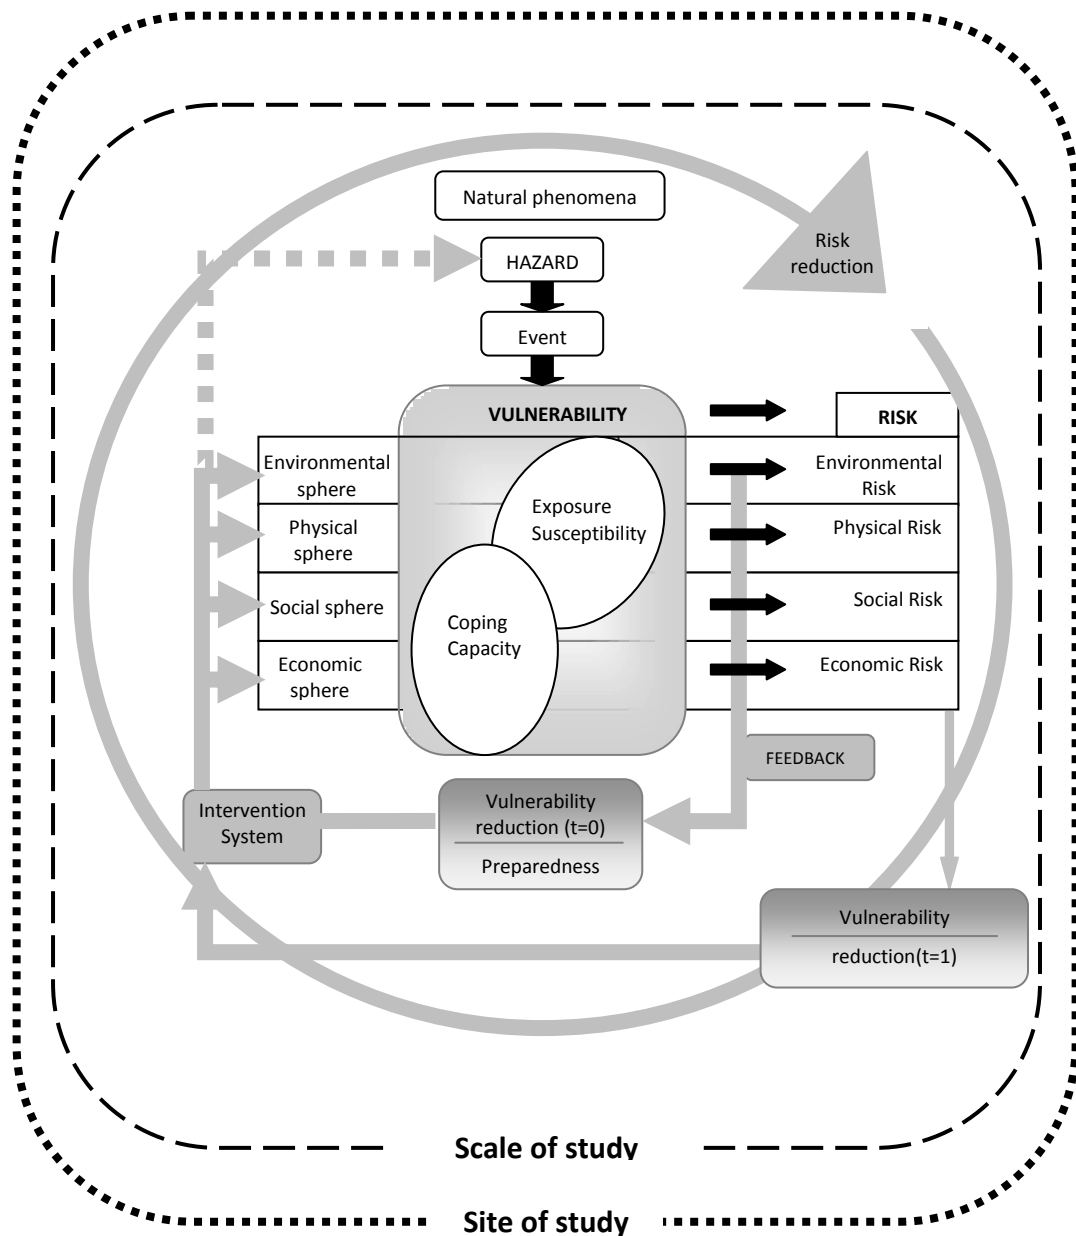 Natural phenomena
HAZARD
Risk
reduction
Event
VULNERABILITY
RISK
Environmental
sphere
Exposure
Susceptibility
Environmental
Risk
Physical
sphere
Physical Risk
Social sphere
Coping
Capacity
Social Risk
Economic
sphere
Economic Risk
FEEDBACK
Intervention
System
Vulnerability
reduction (t=0)
Preparedness
Vulnerability
reduction(t=1)
Scale of study
Site of study